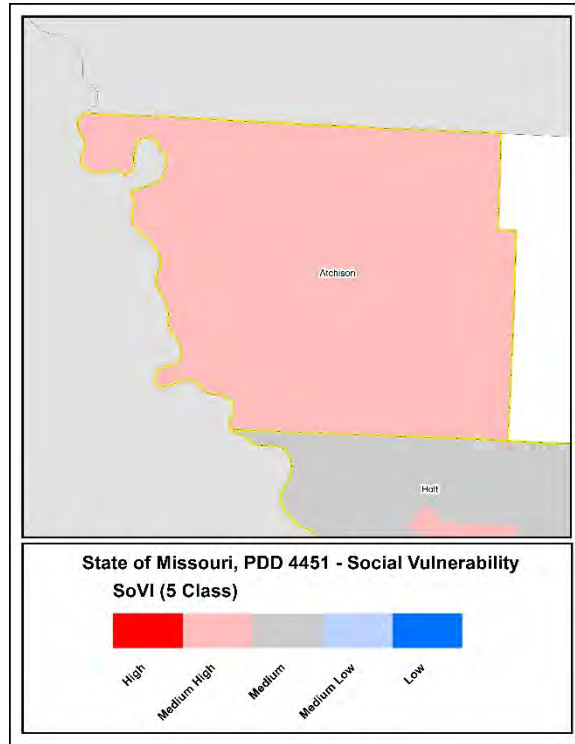 Atchison
Holt
State of Missouri, PDD 4451 - Social Vulnerability
SoVI (5 Class)
High
Medium High
Medium
Medium Low
Low